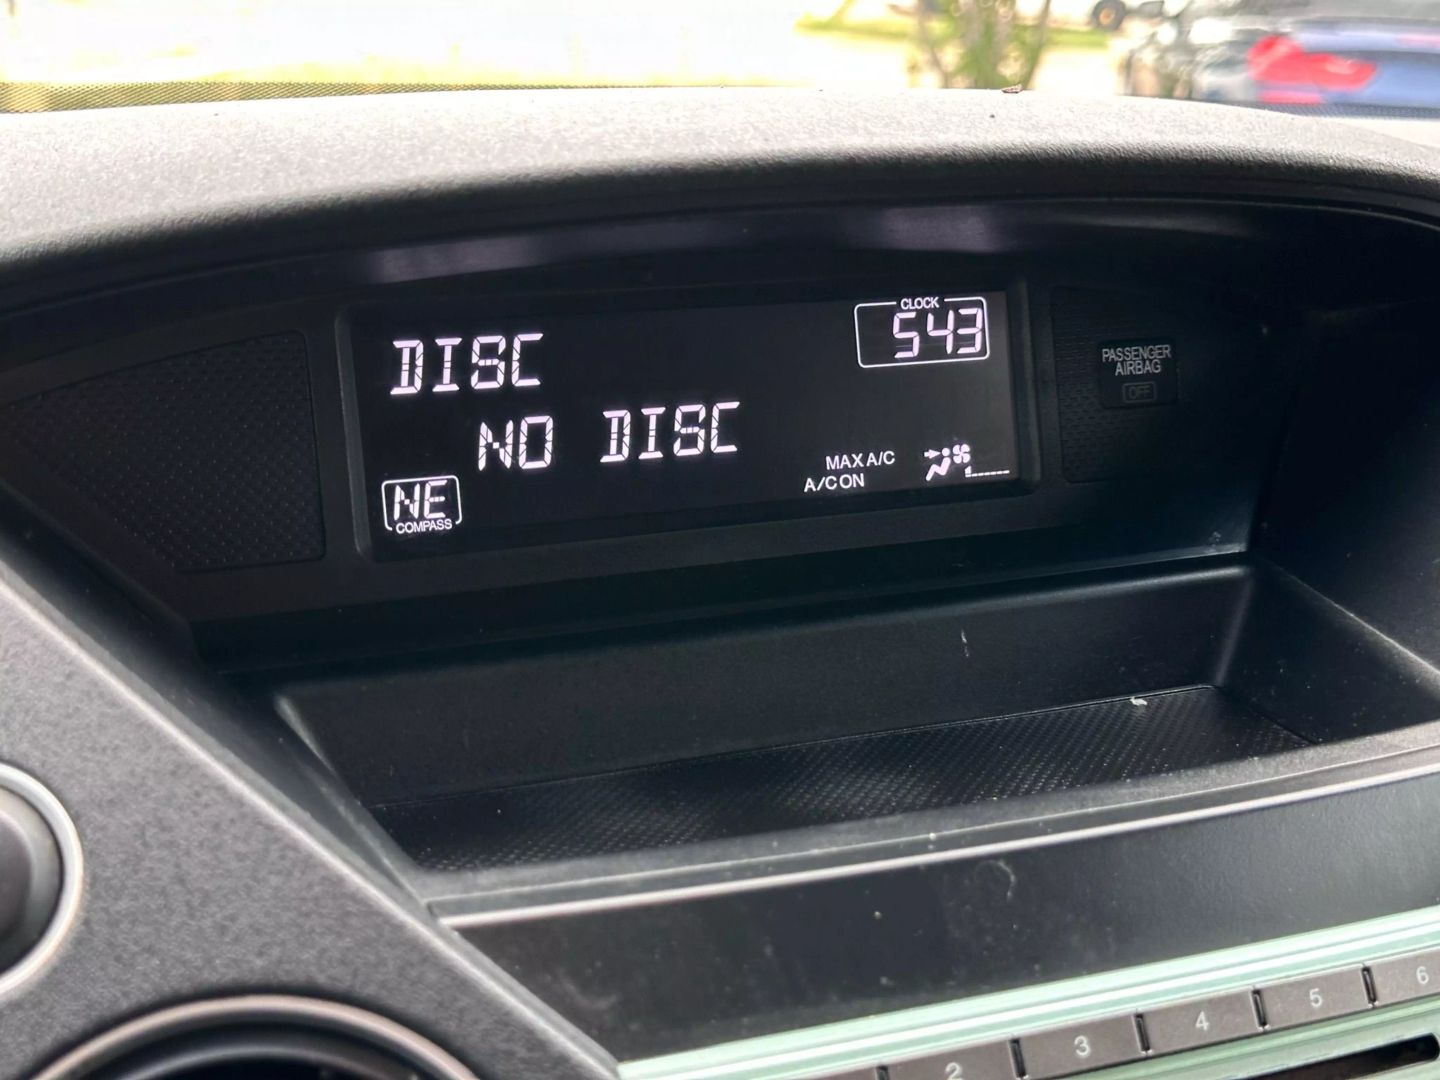 CLOCK
543
DISC
NO DISC
PASSENGER
AIRBAG
OFF
MAX A/C
A/C ON
NE
COMPASS
2 3 4 5 6